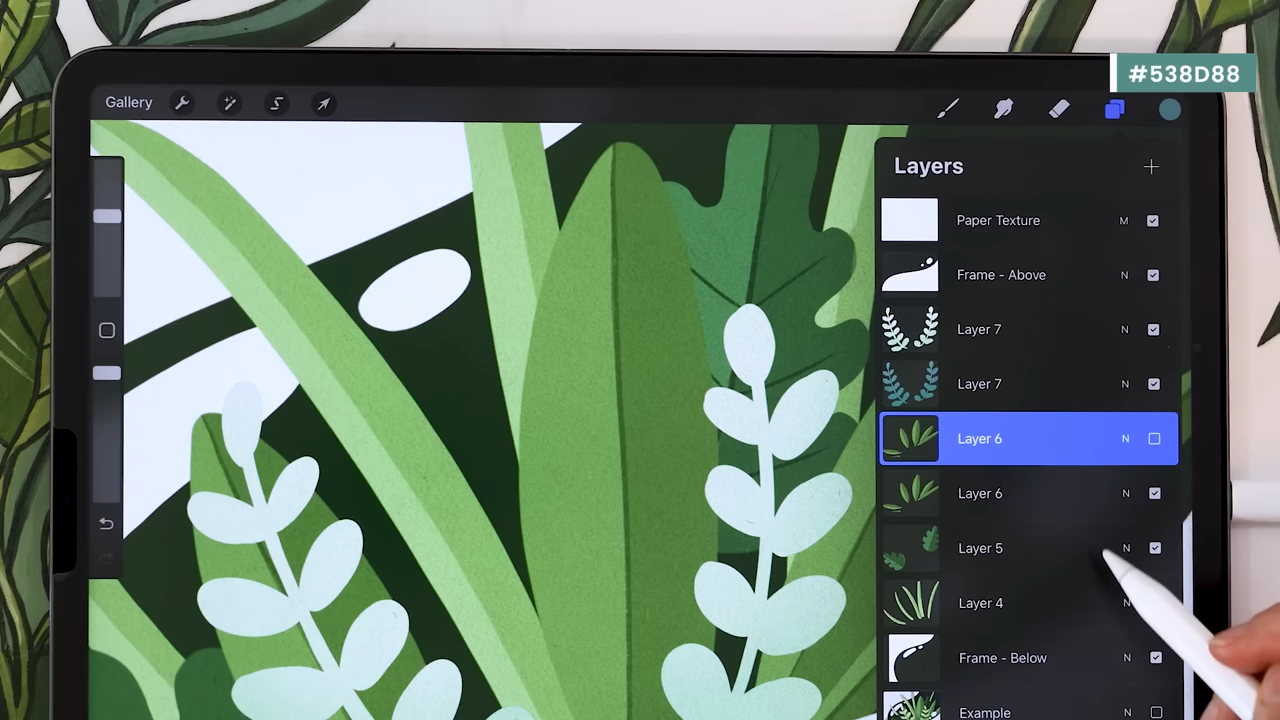 #538D88
Gallery
Layers
Paper Texture M
Frame - Above N
Layer 7 N
Layer 7 N
Layer 6 N
Layer 6 N
Layer 5 N
Layer 4 N
Frame - Below N
Example N